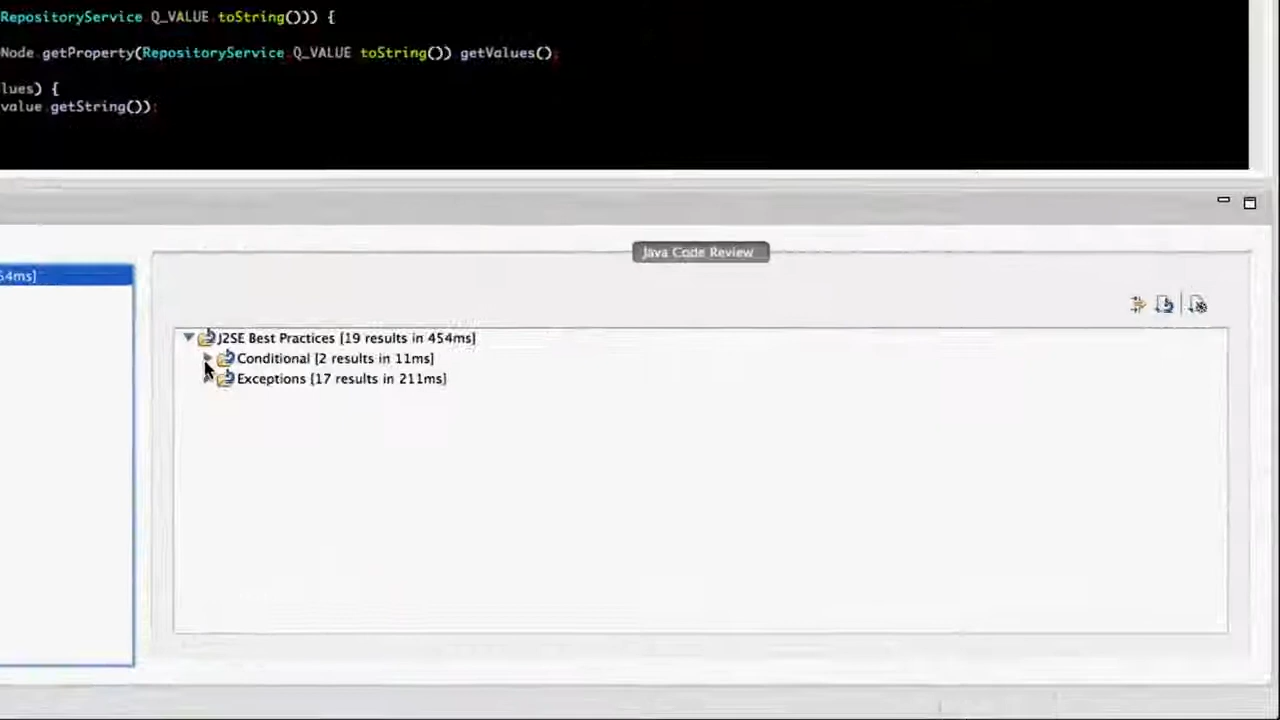 RepositoryService Q_VALUE toString())) {
Node getProperty(RepositoryService Q_VALUE toString()) getValues();
lues) {
value getString());
Java Code Review
54ms]
J2SE Best Practices [19 results in 454ms]
Conditional [2 results in 11ms]
Exceptions [17 results in 211ms]